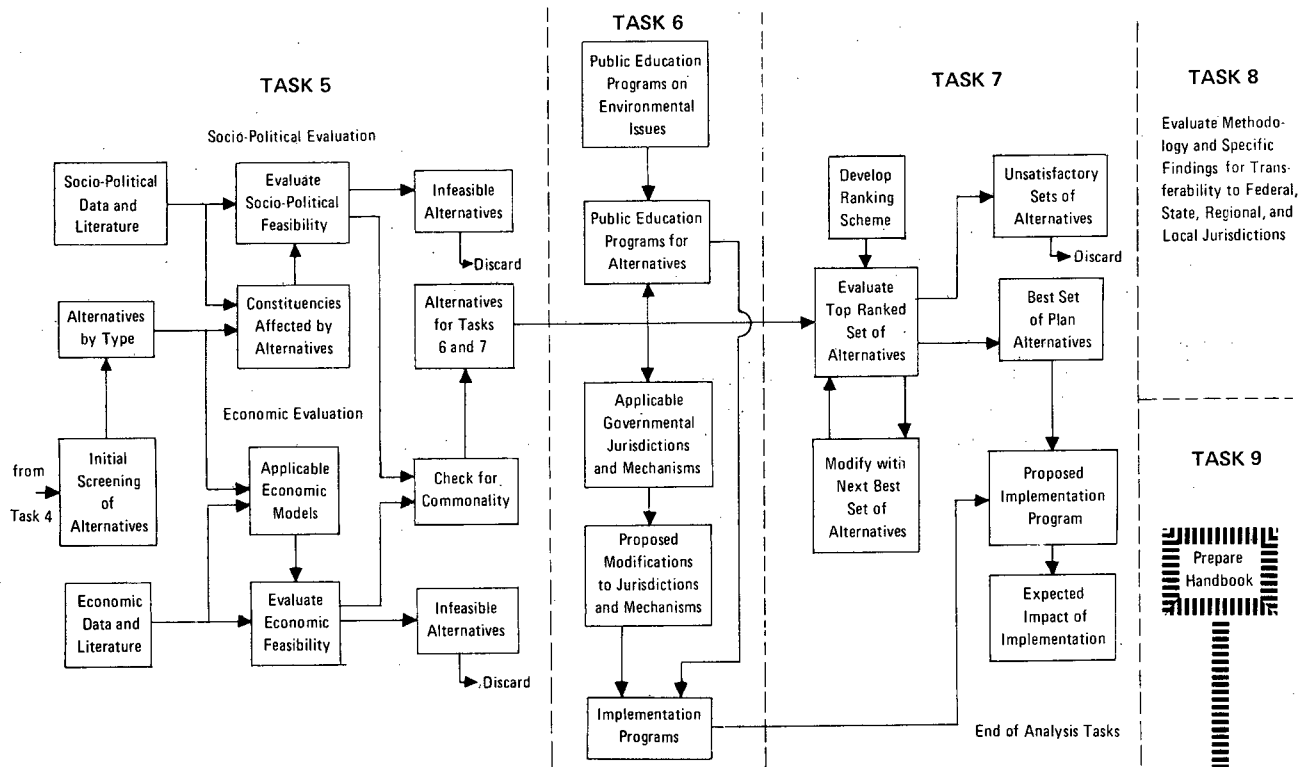 TASK 5
Socio-Political Evaluation
Socio-Political
Data and
Literature
Evaluate
Socio-Political
Feasibility
Infeasible
Alternatives
Discard
Alternatives
by Type
Constituencies
Affected by
Alternatives
Alternatives
for Tasks
6 and 7
Economic Evaluation
from
Task 4
Initial
Screening
of
Alternatives
Applicable
Economic
Models
Check for
Commonality
Economic
Data and
Literature
Evaluate
Economic
Feasibility
Infeasible
Alternatives
Discard
TASK 6
Public Education
Programs on
Environmental
Issues
Public Education
Programs for
Alternatives
Applicable
Governmental
Jurisdictions
and Mechanisms
Proposed
Modifications
to Jurisdictions
and Mechanisms
Implementation
Programs
TASK 7
Develop
Ranking
Scheme
Unsatisfactory
Sets of
Alternatives
Discard
Evaluate
Top Ranked
Set of
Alternatives
Best Set
of Plan
Alternatives
Modify with
Next Best
Set of
Alternatives
Proposed
Implementation
Program
Expected
Impact of
Implementation
End of Analysis Tasks
TASK 8
Evaluate Methodo-
logy and Specific
Findings for Trans-
ferability to Federal,
State, Regional, and
Local Jurisdictions
TASK 9
Prepare
Handbook